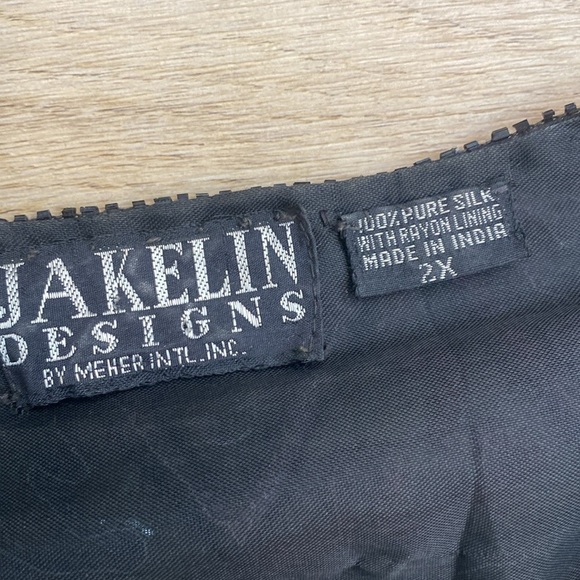 JAKELIN
DESIGNS
BY MEHER INTL.INC.
100% PURE SILK
WITH RAYON LINING
MADE IN INDIA
2X